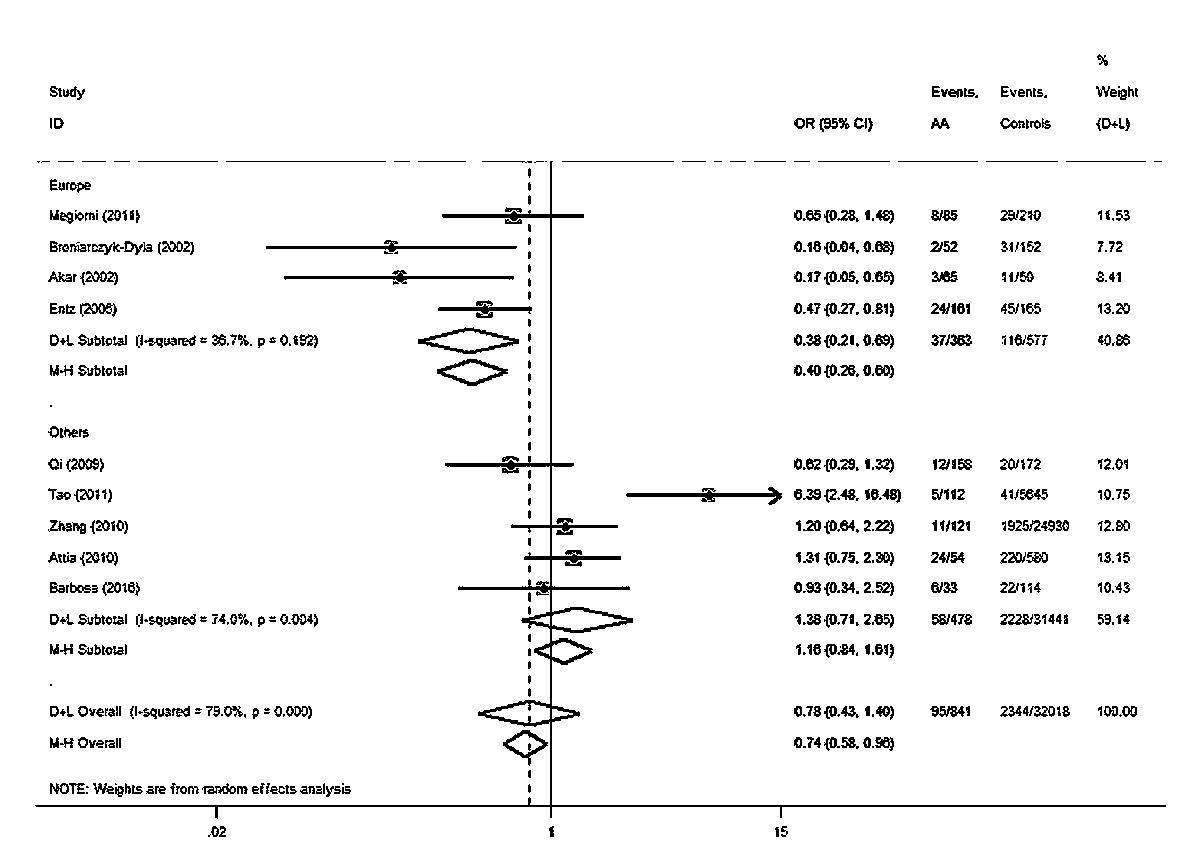 %
Study Events, Events, Weight
ID OR (95% CI) AA Controls (D+L)
Europe
Megiorni (2011) 0.65 (0.28, 1.48) 8/85 29/210 11.53
Broniarczyk-Dyla (2002) 0.16 (0.04, 0.68) 2/52 31/152 7.72
Akar (2002) 0.17 (0.05, 0.65) 3/65 11/50 8.41
Entz (2006) 0.47 (0.27, 0.81) 24/161 45/165 13.20
D+L Subtotal (I-squared = 36.7%, p = 0.192) 0.38 (0.21, 0.69) 37/363 116/577 40.86
M-H Subtotal 0.40 (0.26, 0.60)
.
Others
Qi (2009) 0.62 (0.29, 1.32) 12/158 20/172 12.01
Tao (2011) 6.39 (2.48, 16.48) 5/112 41/5645 10.75
Zhang (2010) 1.20 (0.64, 2.22) 11/121 1925/24930 12.80
Attia (2010) 1.31 (0.75, 2.30) 24/54 220/580 13.15
Barbosa (2016) 0.93 (0.34, 2.52) 6/33 22/114 10.43
D+L Subtotal (I-squared = 74.0%, p = 0.004) 1.38 (0.71, 2.65) 58/478 2228/31441 59.14
M-H Subtotal 1.16 (0.84, 1.61)
.
D+L Overall (I-squared = 79.0%, p = 0.000) 0.78 (0.43, 1.40) 95/841 2344/32018 100.00
M-H Overall 0.74 (0.58, 0.96)
NOTE: Weights are from random effects analysis
.02 1 15